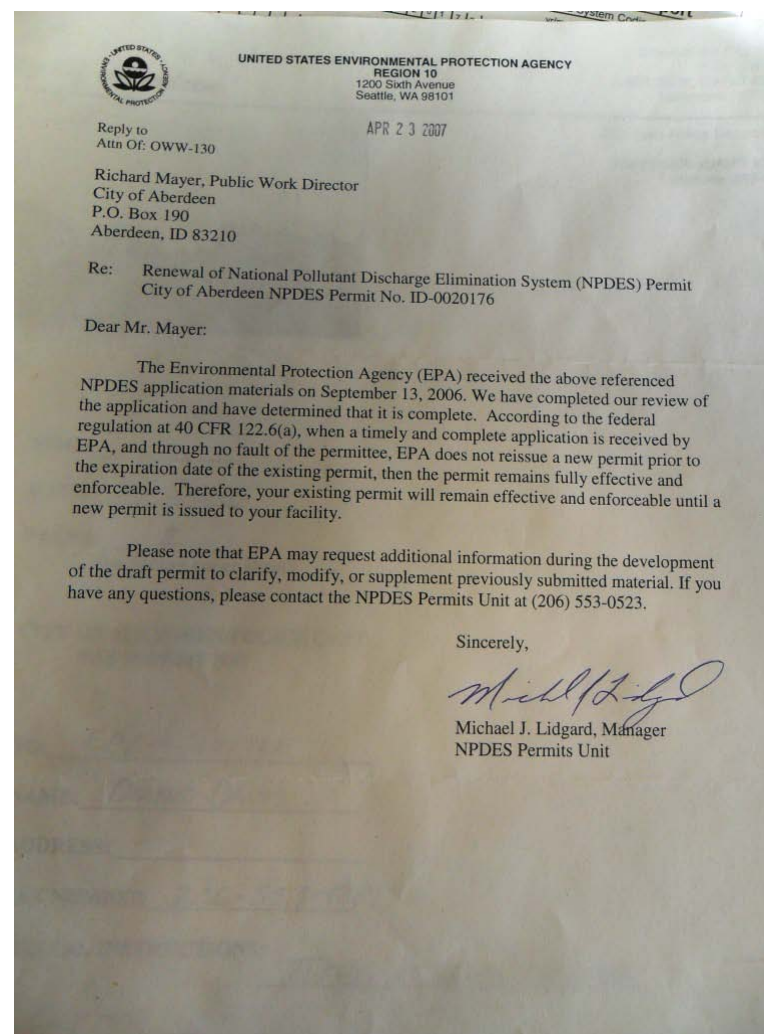 UNITED STATES ENVIRONMENTAL PROTECTION AGENCY
REGION 10
1200 Sixth Avenue
Seattle, WA 98101
Reply to
Attn Of: OWW-130
APR 23 2007
Richard Mayer, Public Work Director
City of Aberdeen
P.O. Box 190
Aberdeen, ID 83210
Re: Renewal of National Pollutant Discharge Elimination System (NPDES) Permit
City of Aberdeen NPDES Permit No. ID-0020176
Dear Mr. Mayer:
The Environmental Protection Agency (EPA) received the above referenced
NPDES application materials on September 13, 2006. We have completed our review of
the application and have determined that it is complete. According to the federal
regulation at 40 CFR 122.6(a), when a timely and complete application is received by
EPA, and through no fault of the permittee, EPA does not reissue a new permit prior to
the expiration date of the existing permit, then the permit remains fully effective and
enforceable. Therefore, your existing permit will remain effective and enforceable until a
new permit is issued to your facility.
Please note that EPA may request additional information during the development
of the draft permit to clarify, modify, or supplement previously submitted material. If you
have any questions, please contact the NPDES Permits Unit at (206) 553-0523.
Sincerely,
Michael J. Lidgard, Manager
NPDES Permits Unit